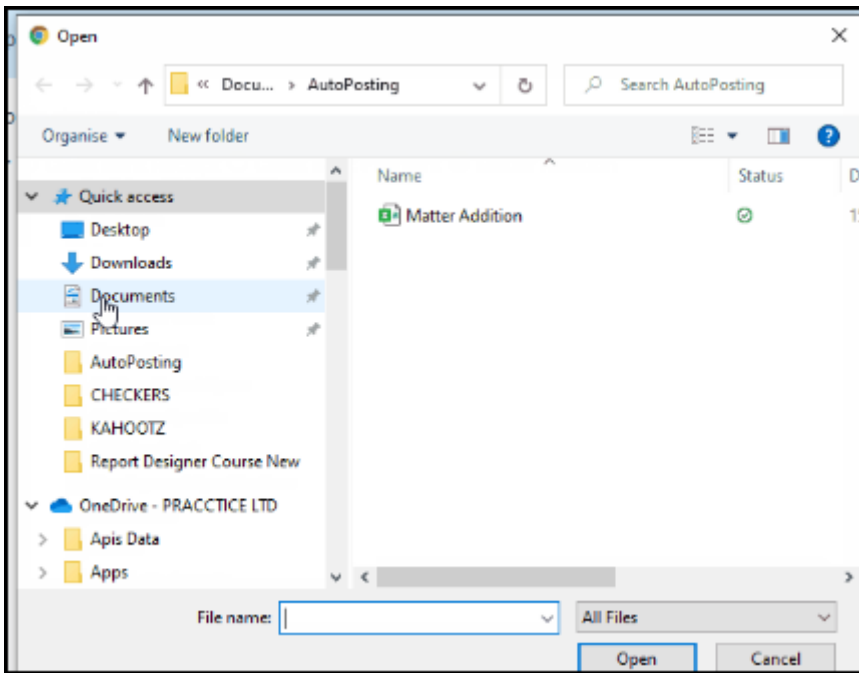 Open
« Docu... > AutoPosting
Search AutoPosting
Organise
New folder
Name
Status
D
Quick access
Desktop
Downloads
Documents
Pictures
AutoPosting
CHECKERS
KAHOOTZ
Report Designer Course New
OneDrive - PRACCTICE LTD
Apis Data
Apps
Matter Addition
File name:
All Files
Open
Cancel